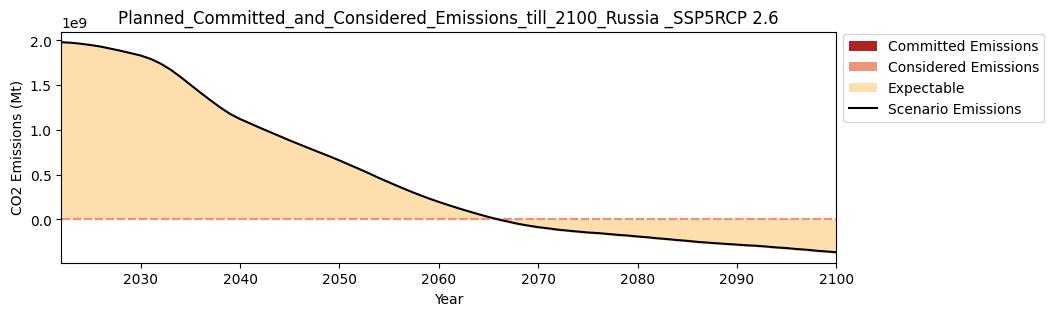 Planned_Committed_and_Considered_Emissions_till_2100_Russia _SSP5RCP 2.6
1e9
2.0
1.5
1.0
0.5
0.0
CO2 Emissions (Mt)
2030 2040 2050 2060 2070 2080 2090 2100
Year
Committed Emissions
Considered Emissions
Expectable
Scenario Emissions